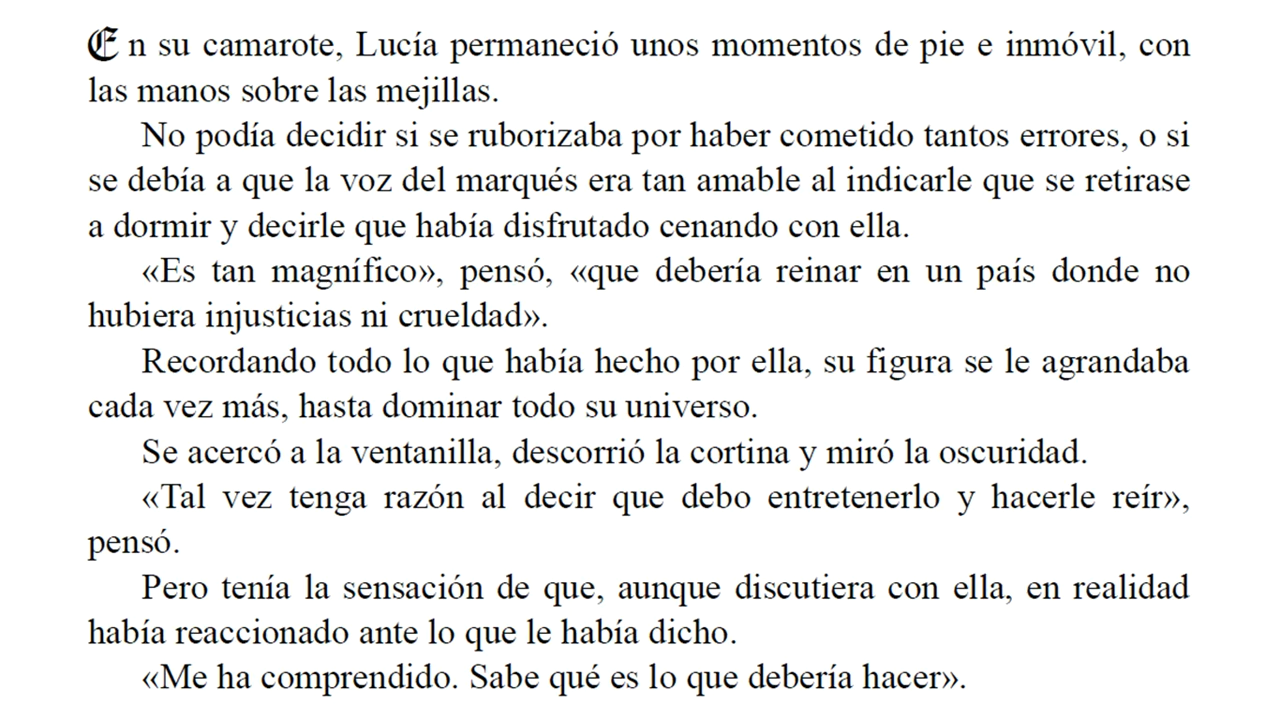 En su camarote, Lucía permaneció unos momentos de pie e inmóvil, con
las manos sobre las mejillas.
No podía decidir si se ruborizaba por haber cometido tantos errores, o si
se debía a que la voz del marqués era tan amable al indicarle que se retirase
a dormir y decirle que había disfrutado cenando con ella.
«Es tan magnífico», pensó, «que debería reinar en un país donde no
hubiera injusticias ni crueldad».
Recordando todo lo que había hecho por ella, su figura se le agrandaba
cada vez más, hasta dominar todo su universo.
Se acercó a la ventanilla, descorrió la cortina y miró la oscuridad.
«Tal vez tenga razón al decir que debo entretenerlo y hacerle reír»,
pensó.
Pero tenía la sensación de que, aunque discutiera con ella, en realidad
había reaccionado ante lo que le había dicho.
«Me ha comprendido. Sabe qué es lo que debería hacer».